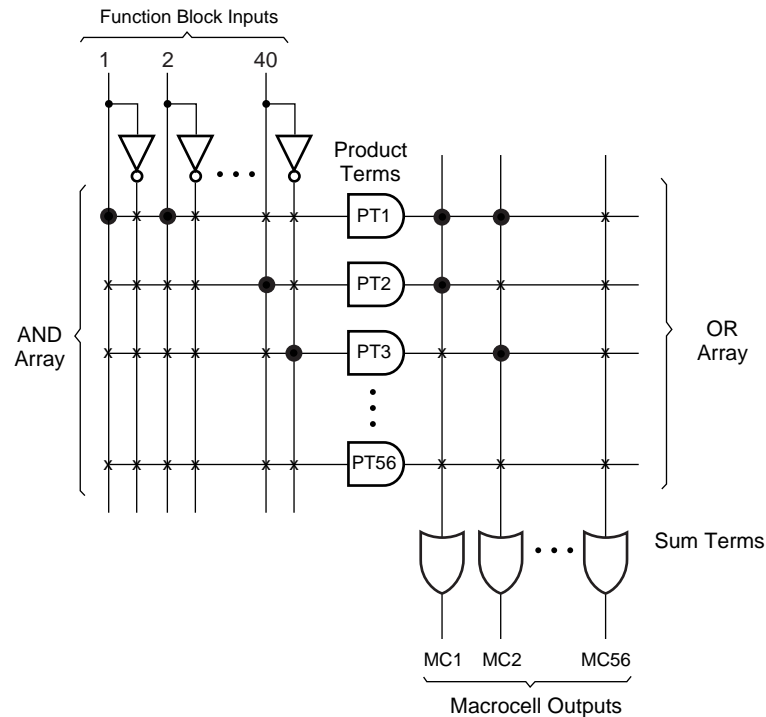 Function Block Inputs
1 2 40
Product
Terms
PT1
PT2
AND
Array
PT3
OR
Array
PT56
Sum Terms
MC1 MC2 MC56
Macrocell Outputs